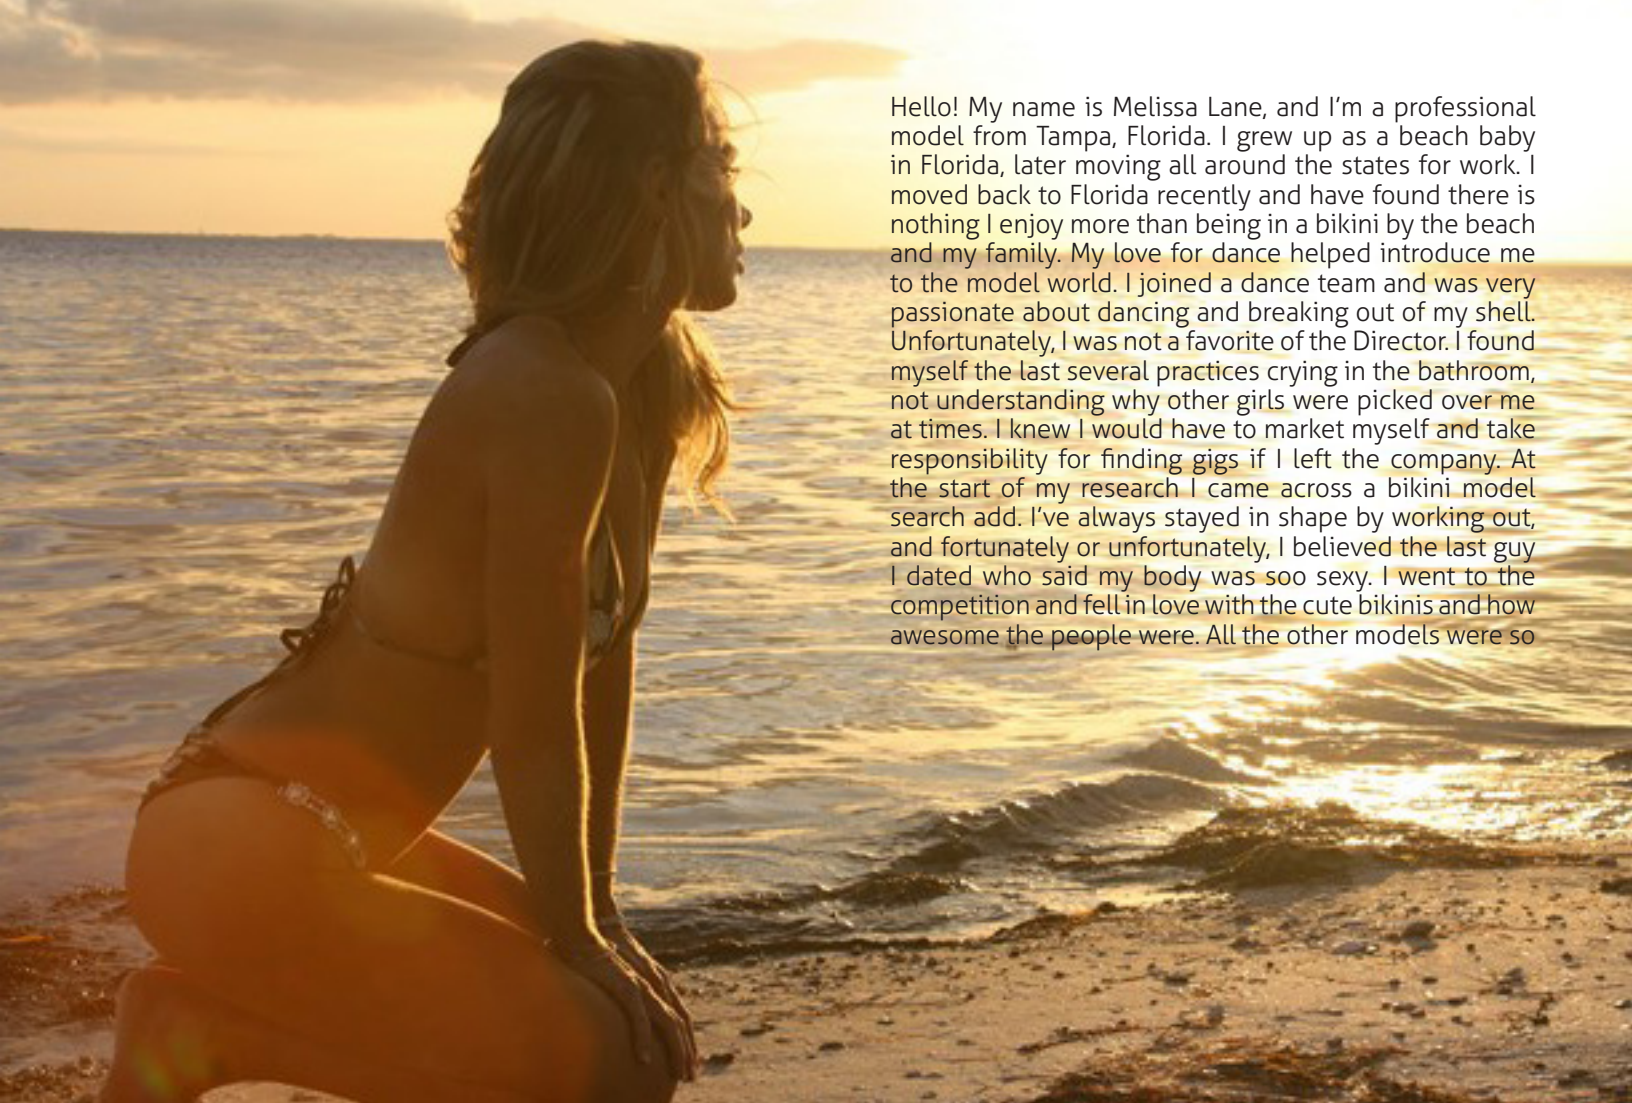 Hello! My name is Melissa Lane, and I’m a professional
model from Tampa, Florida. I grew up as a beach baby
in Florida, later moving all around the states for work. I
moved back to Florida recently and have found there is
nothing I enjoy more than being in a bikini by the beach
and my family. My love for dance helped introduce me
to the model world. I joined a dance team and was very
passionate about dancing and breaking out of my shell.
Unfortunately, I was not a favorite of the Director. I found
myself the last several practices crying in the bathroom,
not understanding why other girls were picked over me
at times. I knew I would have to market myself and take
responsibility for finding gigs if I left the company. At
the start of my research I came across a bikini model
search add. I’ve always stayed in shape by working out,
and fortunately or unfortunately, I believed the last guy
I dated who said my body was soo sexy. I went to the
competition and fell in love with the cute bikinis and how
awesome the people were. All the other models were so